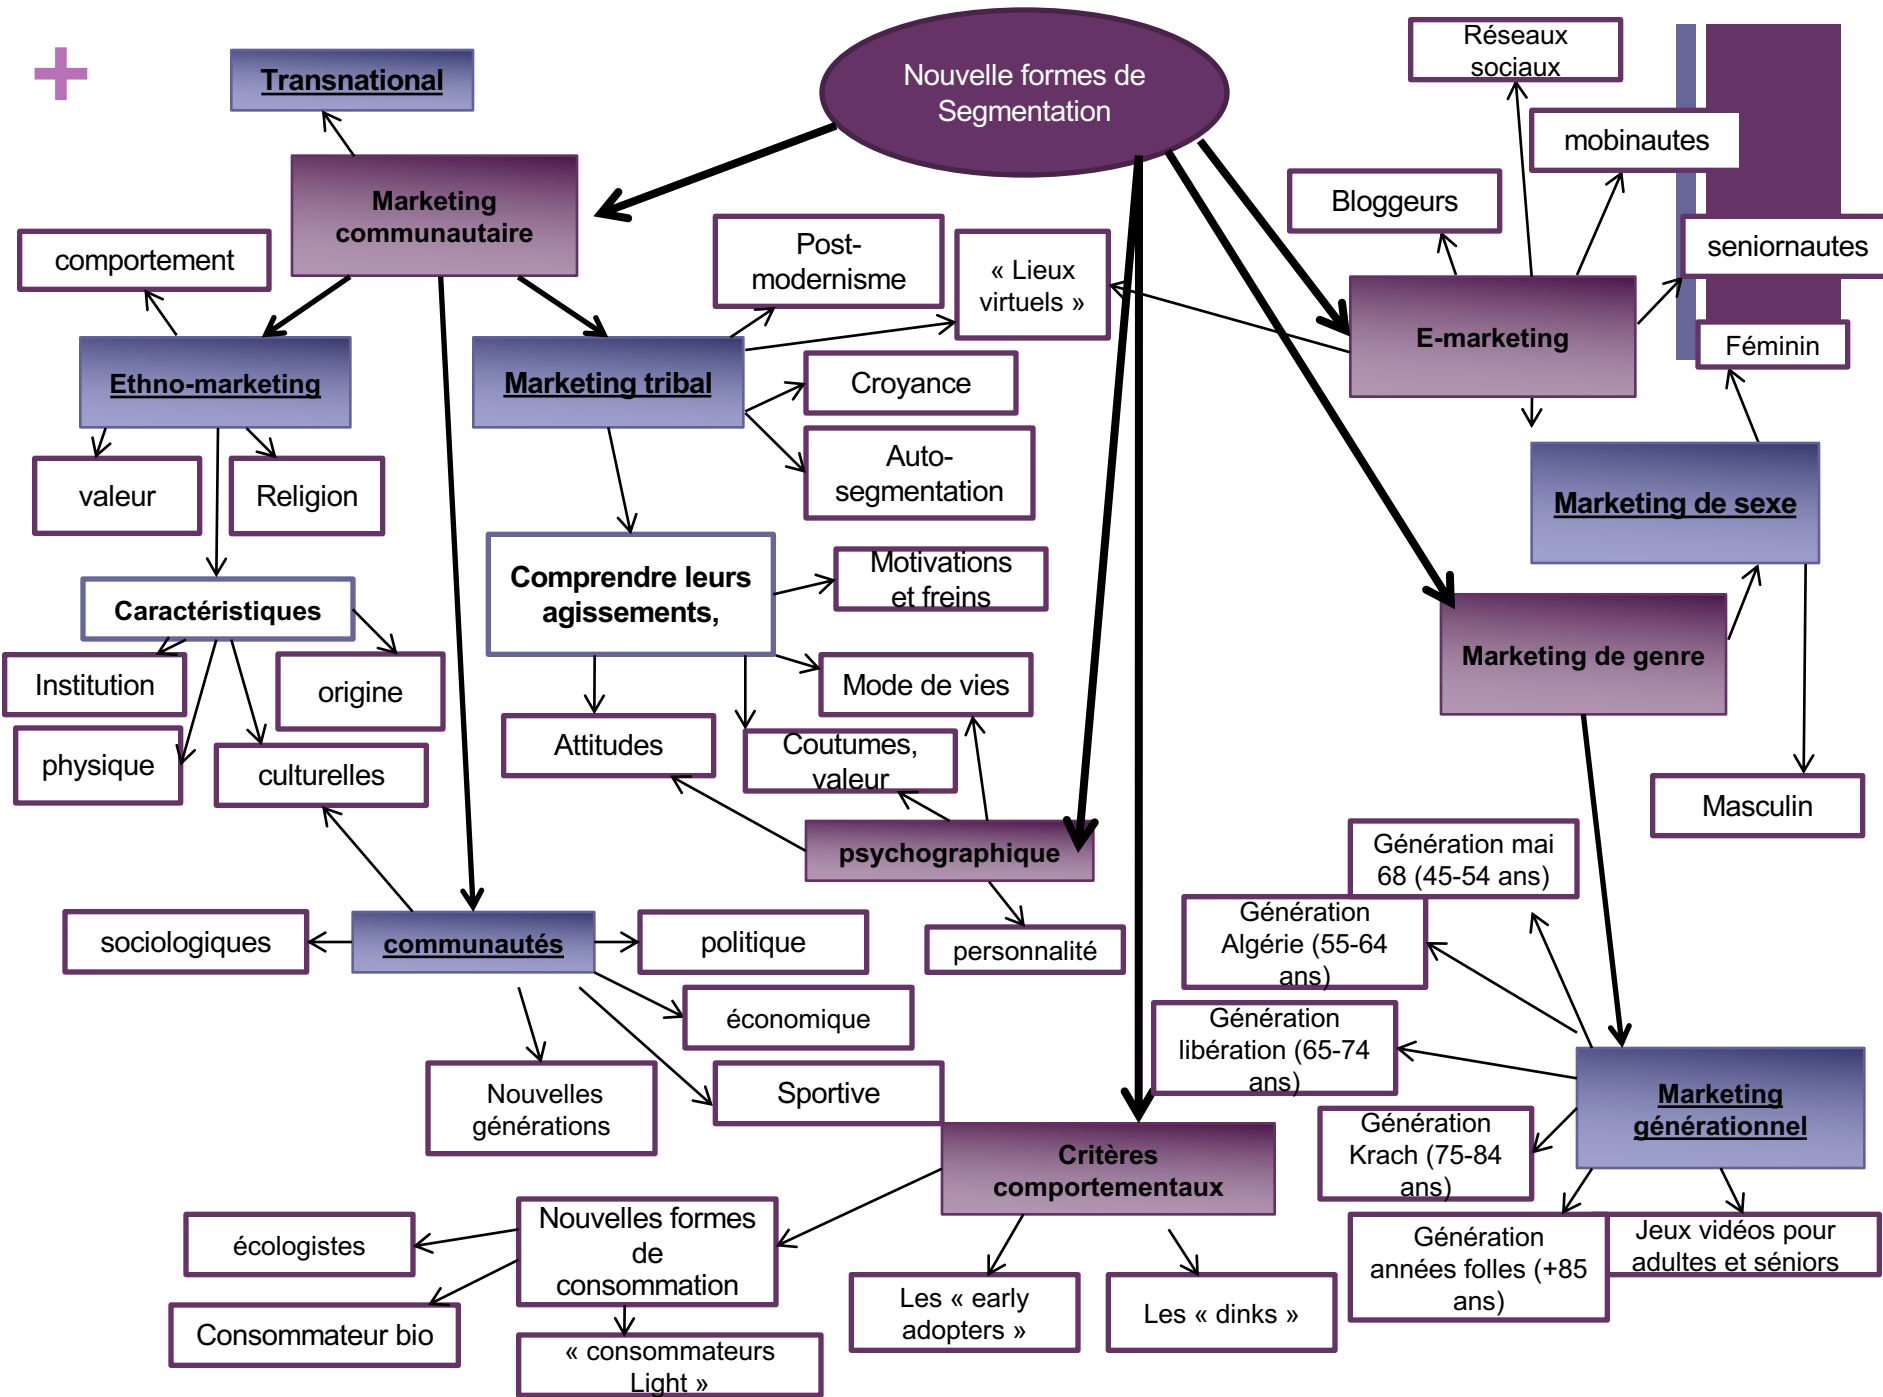 +
Transnational
Nouvelle formes de
Segmentation
Réseaux
sociaux
mobinautes
Bloggeurs
seniornautes
Marketing
communautaire
comportement
Post-
modernisme
« Lieux
virtuels »
E-marketing
Féminin
Ethno-marketing
Marketing tribal
Croyance
Auto-
segmentation
valeur
Religion
Marketing de sexe
Comprendre leurs
agissements,
Motivations
et freins
Caractéristiques
Institution
origine
Mode de vies
Marketing de genre
physique
culturelles
Attitudes
Coutumes,
valeur
Masculin
psychographique
Génération mai
68 (45-54 ans)
Génération
Algérie (55-64
ans)
sociologiques
communautés
politique
personnalité
économique
Génération
libération (65-74
ans)
Nouvelles
générations
Sportive
Marketing
générationnel
Critères
comportementaux
Génération
Krach (75-84
ans)
écologistes
Nouvelles formes
de
consommation
Génération
années folles (+85
ans)
Jeux vidéos pour
adultes et séniors
Les « early
adopters »
Les « dinks »
Consommateur bio
« consommateurs
Light »